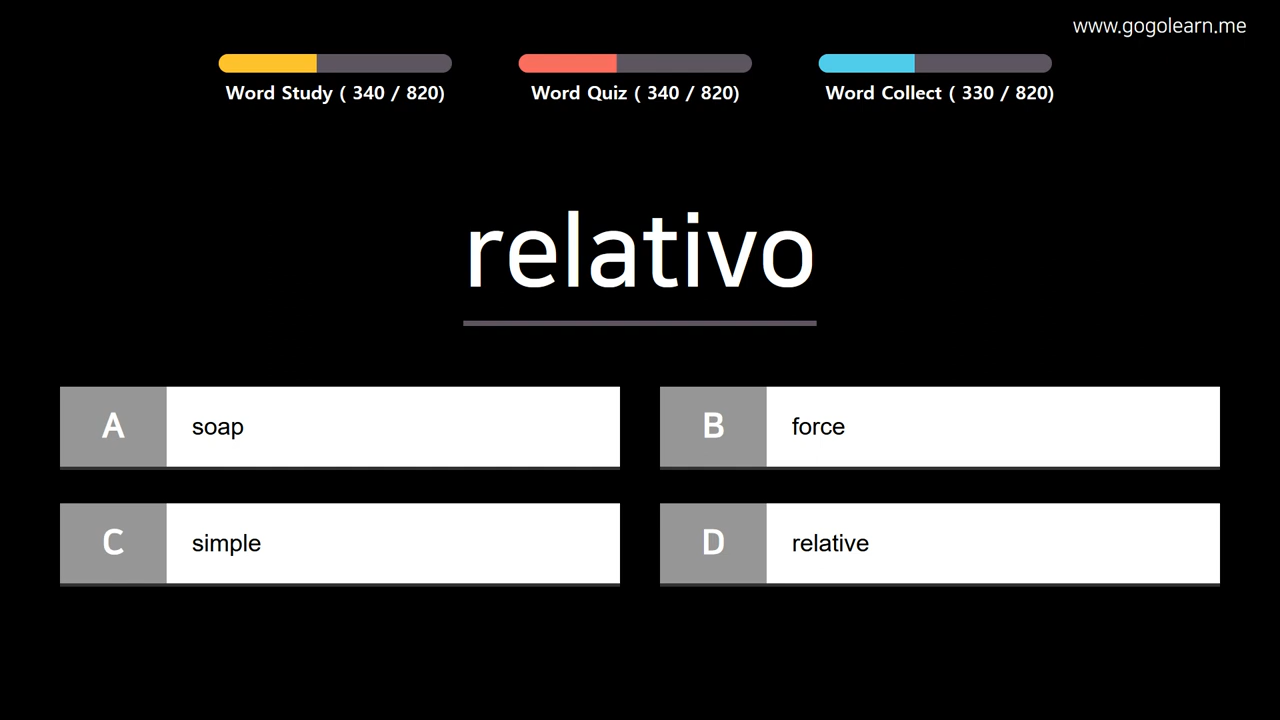 www.gogolearn.me
Word Study ( 340 / 820)
Word Quiz ( 340 / 820)
Word Collect ( 330 / 820)
relativo
A soap
B force
C simple
D relative